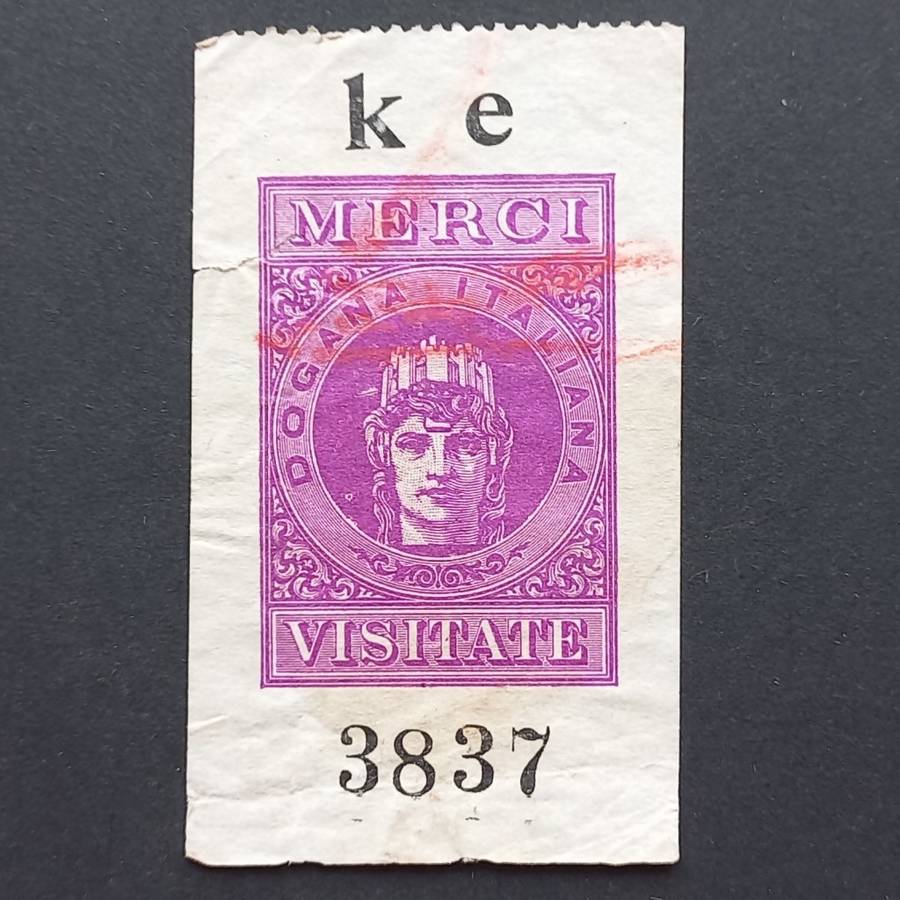 k e
MERCI
DOGANA ITALIANA
VISITATE
3837